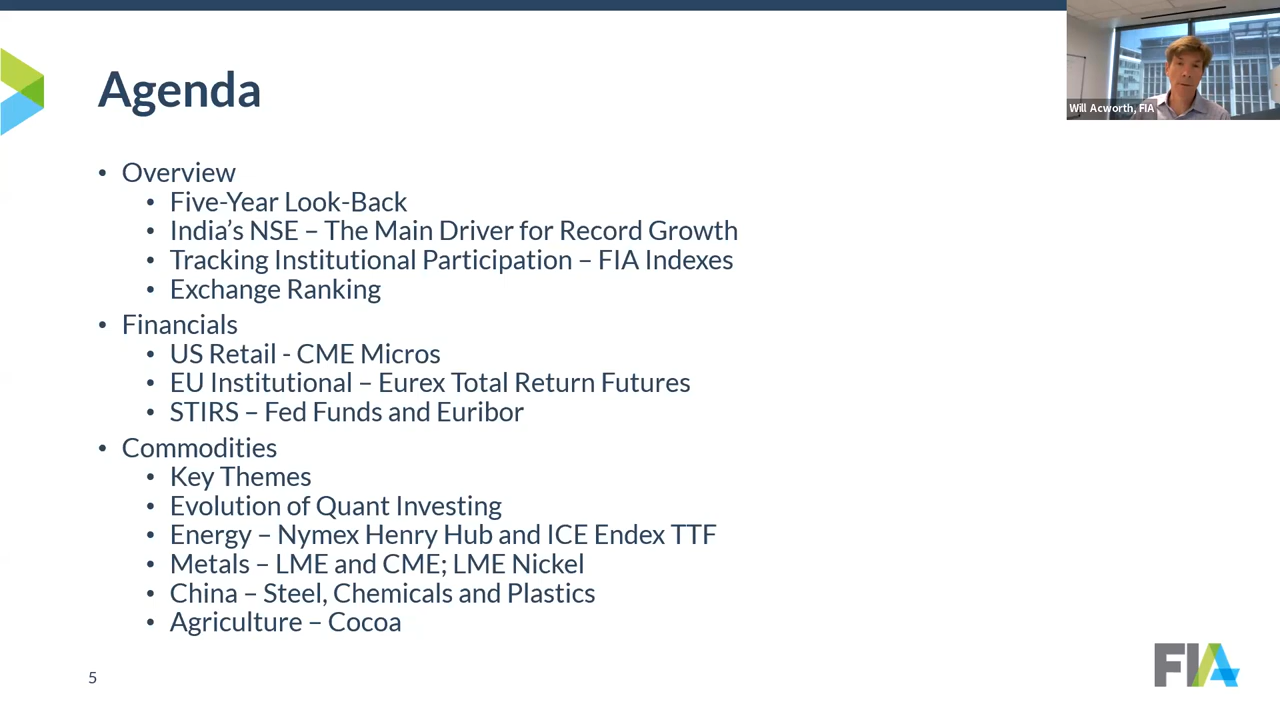 Agenda
Will Acworth, FIA
• Overview
• Five-Year Look-Back
• India’s NSE – The Main Driver for Record Growth
• Tracking Institutional Participation – FIA Indexes
• Exchange Ranking
• Financials
• US Retail - CME Micros
• EU Institutional – Eurex Total Return Futures
• STIRS – Fed Funds and Euribor
• Commodities
• Key Themes
• Evolution of Quant Investing
• Energy – Nymex Henry Hub and ICE Endex TTF
• Metals – LME and CME; LME Nickel
• China – Steel, Chemicals and Plastics
• Agriculture – Cocoa
5
FIA